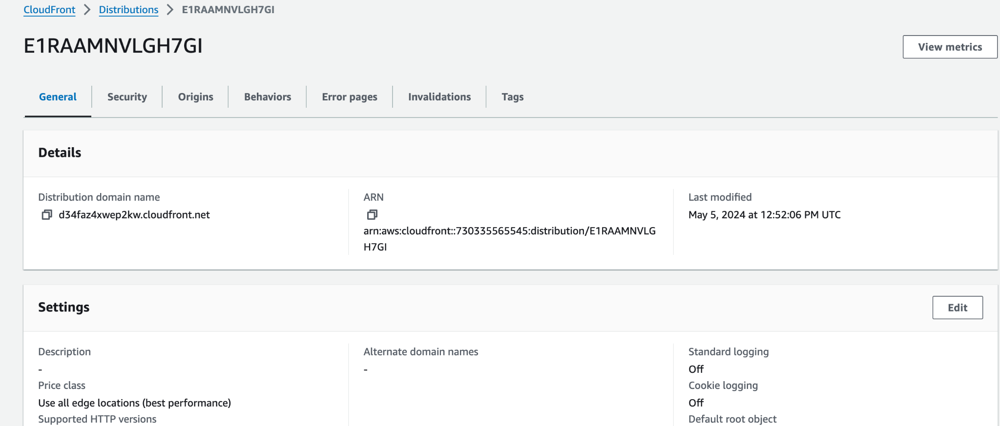 CloudFront > Distributions > E1RAAMNVLGH7GI
E1RAAMNVLGH7GI
View metrics
General
Security
Origins
Behaviors
Error pages
Invalidations
Tags
Details
Distribution domain name
d34faz4xwep2kw.cloudfront.net
ARN
arn:aws:cloudfront::730335565545:distribution/E1RAAMNVLG
H7GI
Last modified
May 5, 2024 at 12:52:06 PM UTC
Settings
Edit
Description
-
Price class
Use all edge locations (best performance)
Supported HTTP versions
Alternate domain names
-
Standard logging
Off
Cookie logging
Off
Default root object